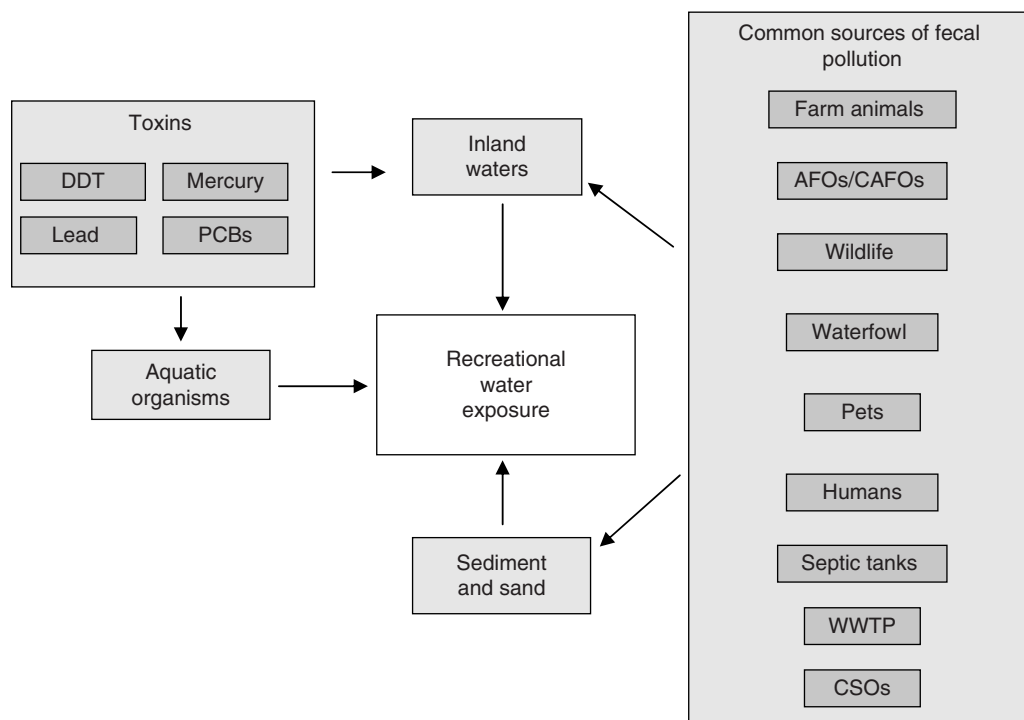 Toxins
DDT
Mercury
Lead
PCBs
Aquatic
organisms
Inland
waters
Recreational
water
exposure
Sediment
and sand
Common sources of fecal
pollution
Farm animals
AFOs/CAFOs
Wildlife
Waterfowl
Pets
Humans
Septic tanks
WWTP
CSOs